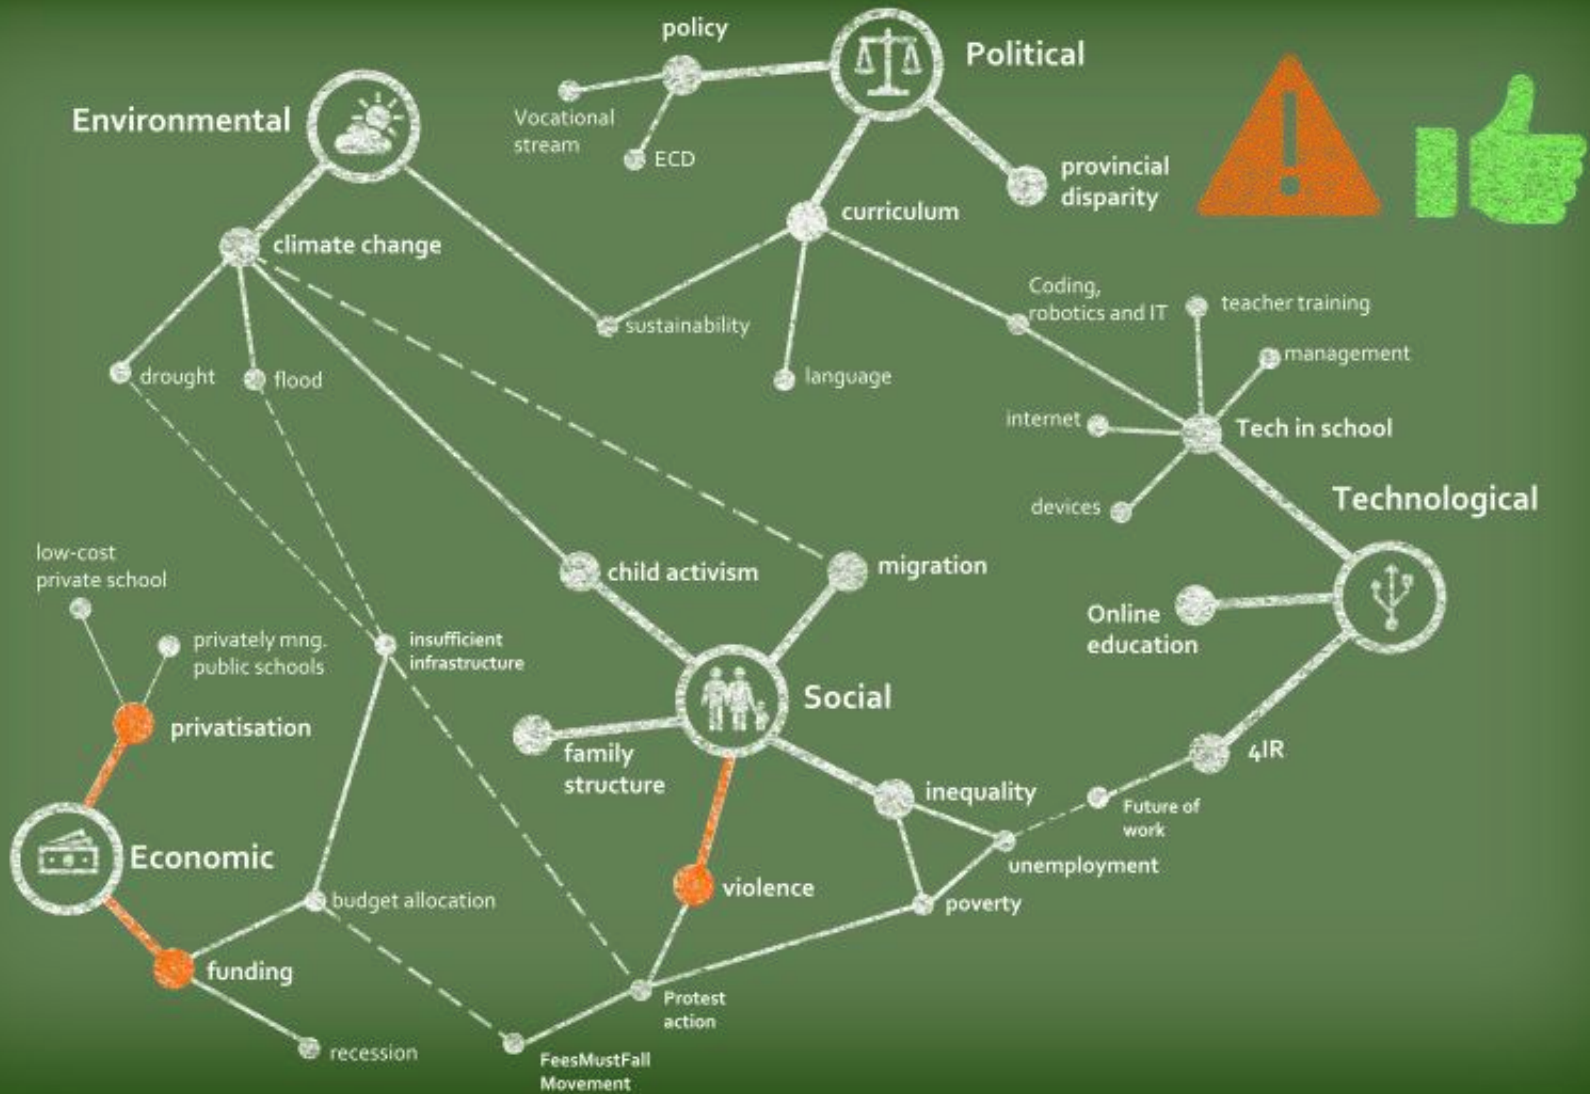 policy
Political
Environmental
Vocational
stream
ECD
provincial
disparity
curriculum
climate change
Coding,
robotics and IT
teacher training
sustainability
management
drought
flood
language
internet
Tech in school
Technological
devices
low-cost
private school
child activism
migration
Online
education
privately mng.
public schools
insufficient
infrastructure
privatisation
Social
family
structure
4IR
inequality
Future of
work
Economic
unemployment
violence
budget allocation
poverty
funding
Protest
action
recession
FeesMustFall
Movement